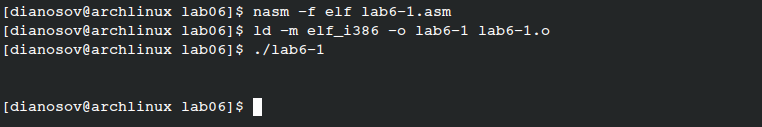 [dianosov@archlinux lab06]$ nasm -f elf lab6-1.asm
[dianosov@archlinux lab06]$ ld -m elf_i386 -o lab6-1 lab6-1.o
[dianosov@archlinux lab06]$ ./lab6-1
[dianosov@archlinux lab06]$